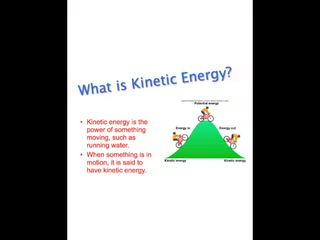 What is Kinetic Energy?
• Kinetic energy is the
power of something
moving, such as
running water.
• When something is in
motion, it is said to
have kinetic energy.
Potential energy
Energy in
Energy out
Kinetic energy
Kinetic energy